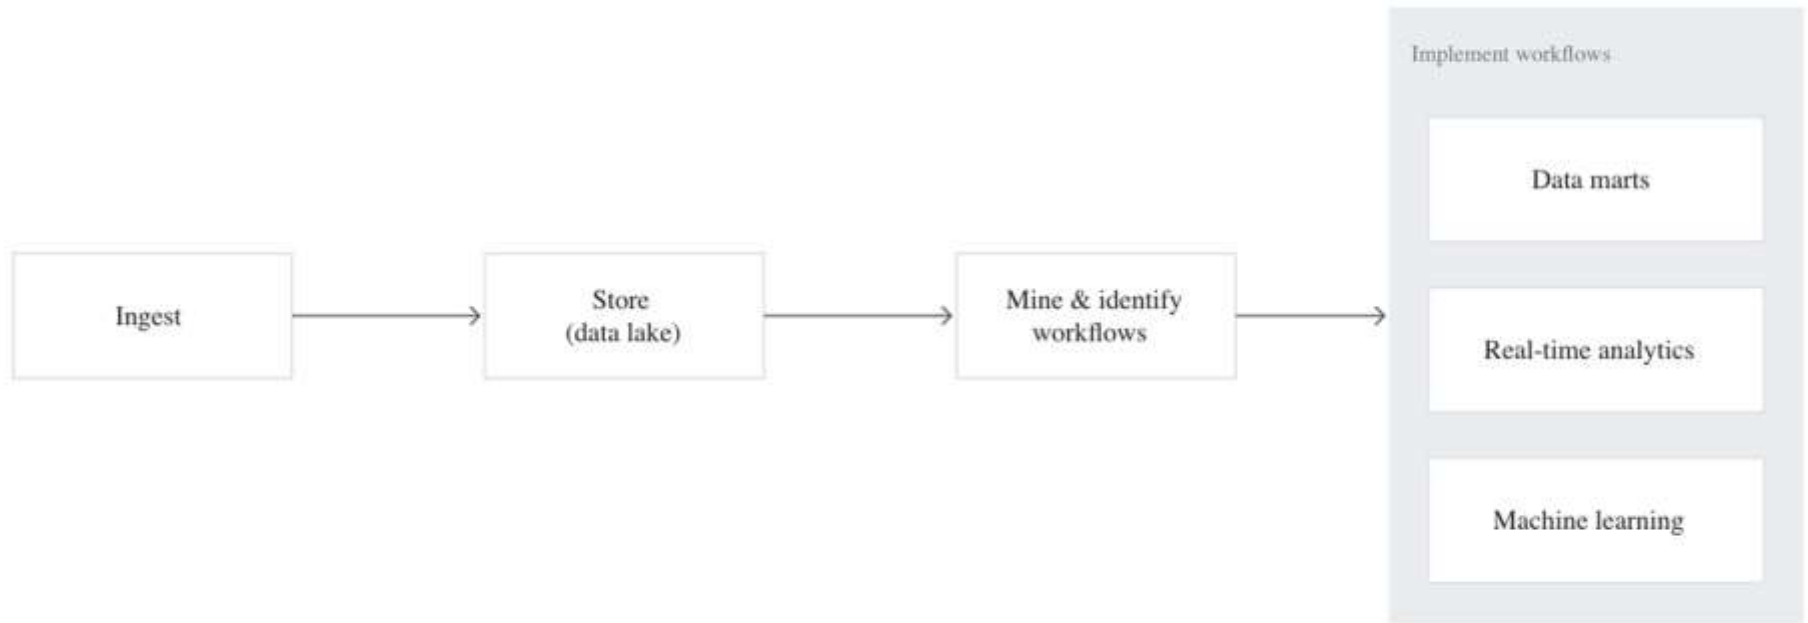 Implement workflows
Data marts
Ingest
Store
(data lake)
Mine & identify
workflows
Real-time analytics
Machine learning